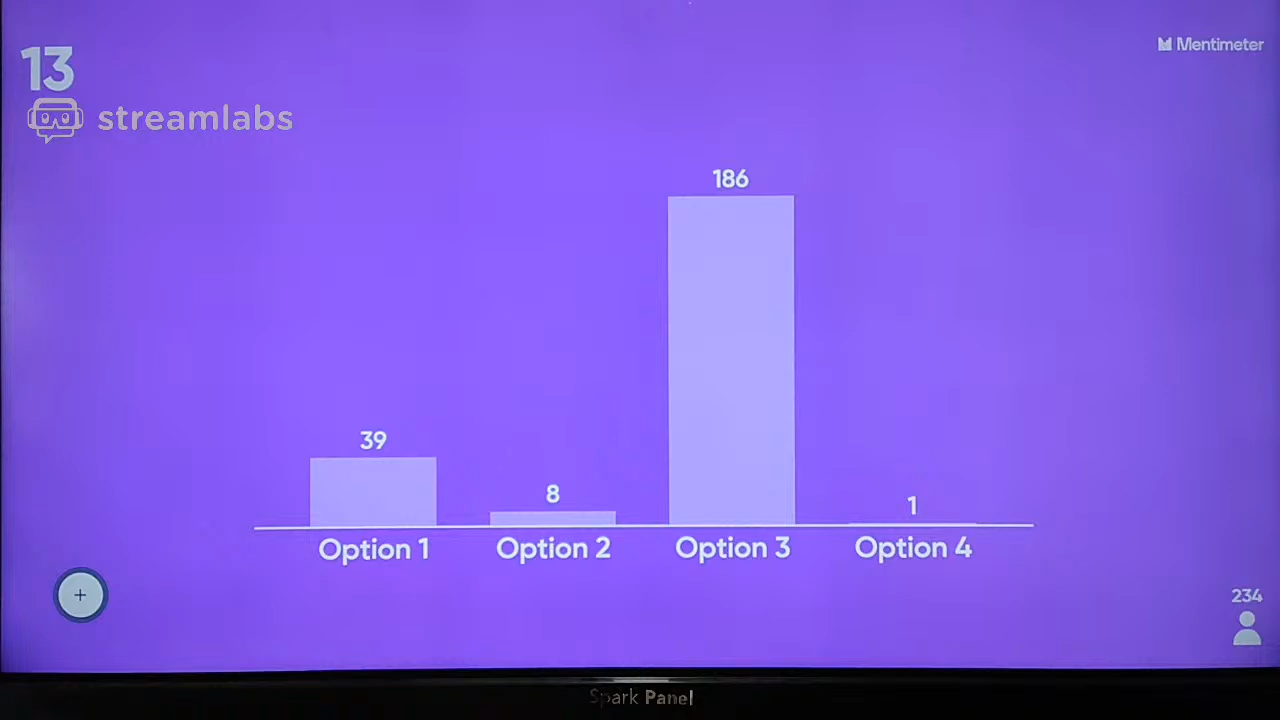 13
Mentimeter
streamlabs
186
39
8
1
Option 1
Option 2
Option 3
Option 4
+
234
Spark Panel